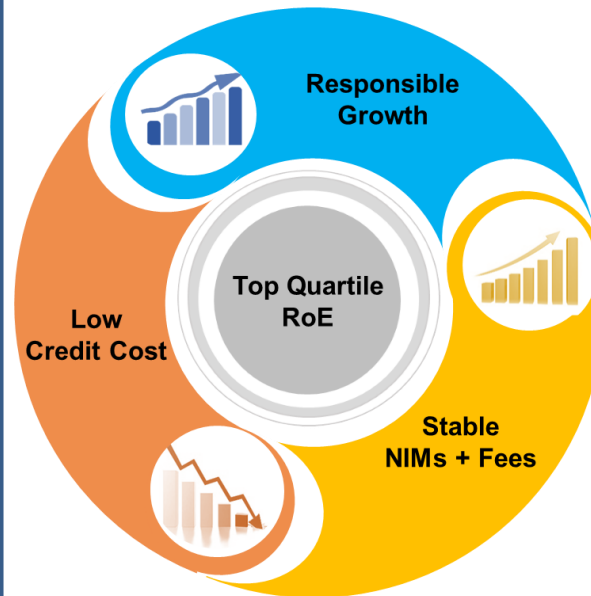 Responsible
Growth
Top Quartile
RoE
Low
Credit Cost
Stable
NIMs + Fees